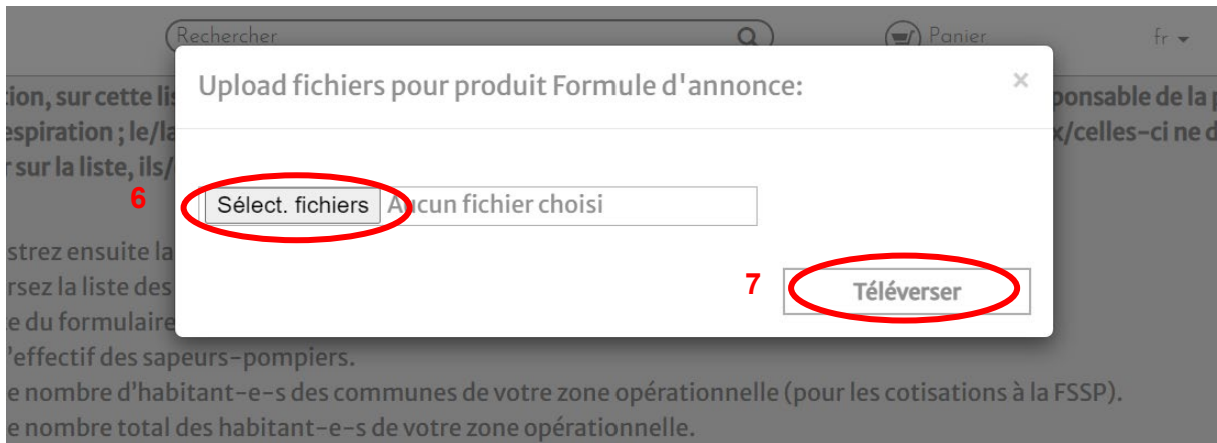 Rechercher
Panier
fr
Upload fichiers pour produit Formule d'annonce:
×
ion, sur cette lis
ponsable de la p
espiration ; le/la
x/celles-ci ne d
r sur la liste, ils/
6
Sélect. fichiers
Aucun fichier choisi
strez ensuite la
rsez la liste des
7
Téléverser
e du formulaire
'effectif des sapeurs-pompiers.
e nombre d'habitant-e-s des communes de votre zone opérationnelle (pour les cotisations à la FSSP).
e nombre total des habitant-e-s de votre zone opérationnelle.